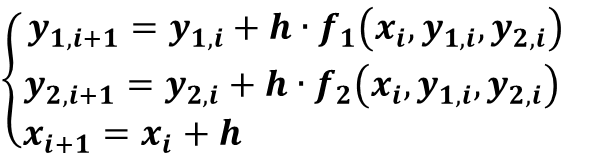 y₁,ᵢ₊₁ = y₁,ᵢ + h · f₁(xᵢ, y₁,ᵢ, y₂,ᵢ)
y₂,ᵢ₊₁ = y₂,ᵢ + h · f₂(xᵢ, y₁,ᵢ, y₂,ᵢ)
xᵢ₊₁ = xᵢ + h